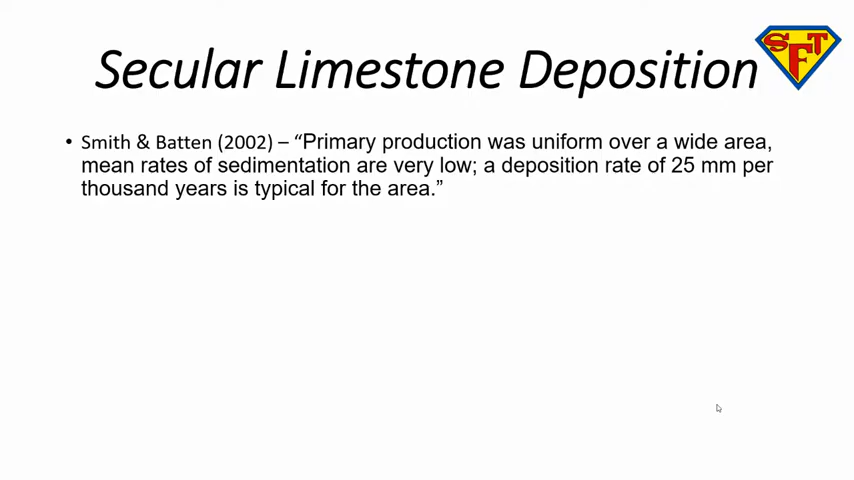 Secular Limestone Deposition
SFT
• Smith & Batten (2002) – “Primary production was uniform over a wide area,
mean rates of sedimentation are very low; a deposition rate of 25 mm per
thousand years is typical for the area.”